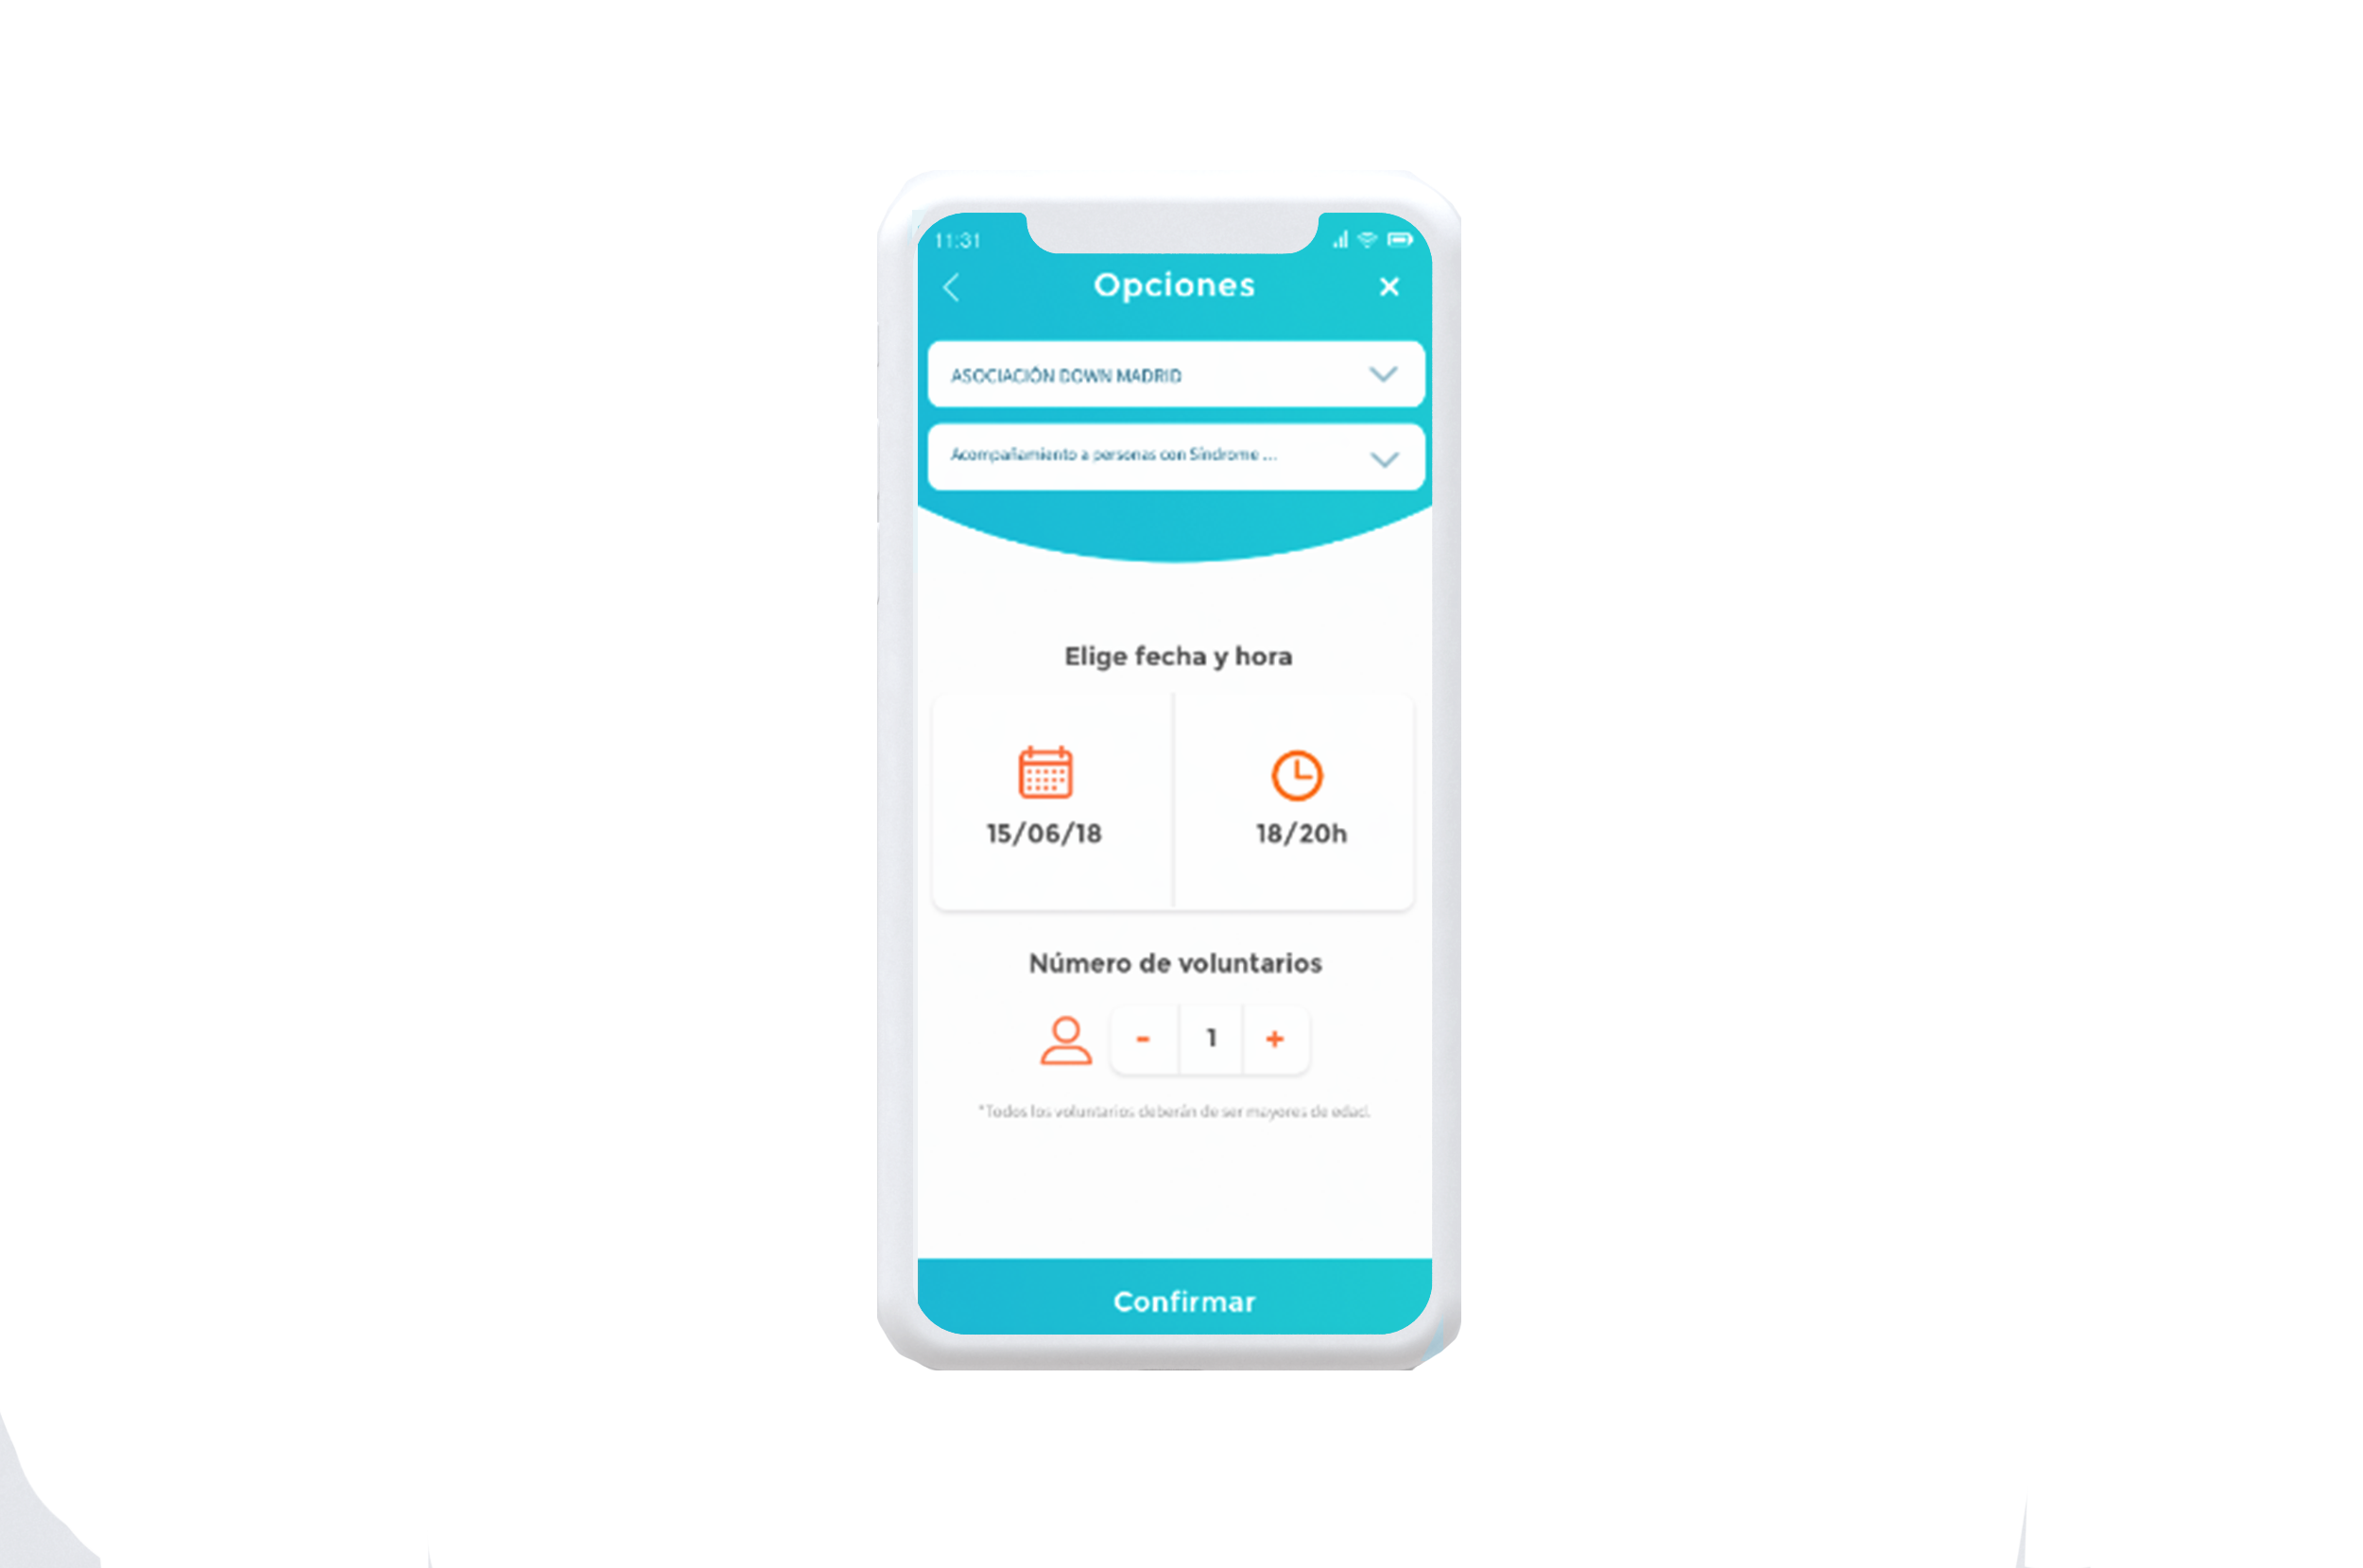 11:31
Opciones
ASOCIACIÓN DOWN MADRID
Acompañamiento a personas con Síndrome ...
Elige fecha y hora
15/06/18
18/20h
Número de voluntarios
- 1 +
*Todos los voluntarios deberán de ser mayores de edad.
Confirmar